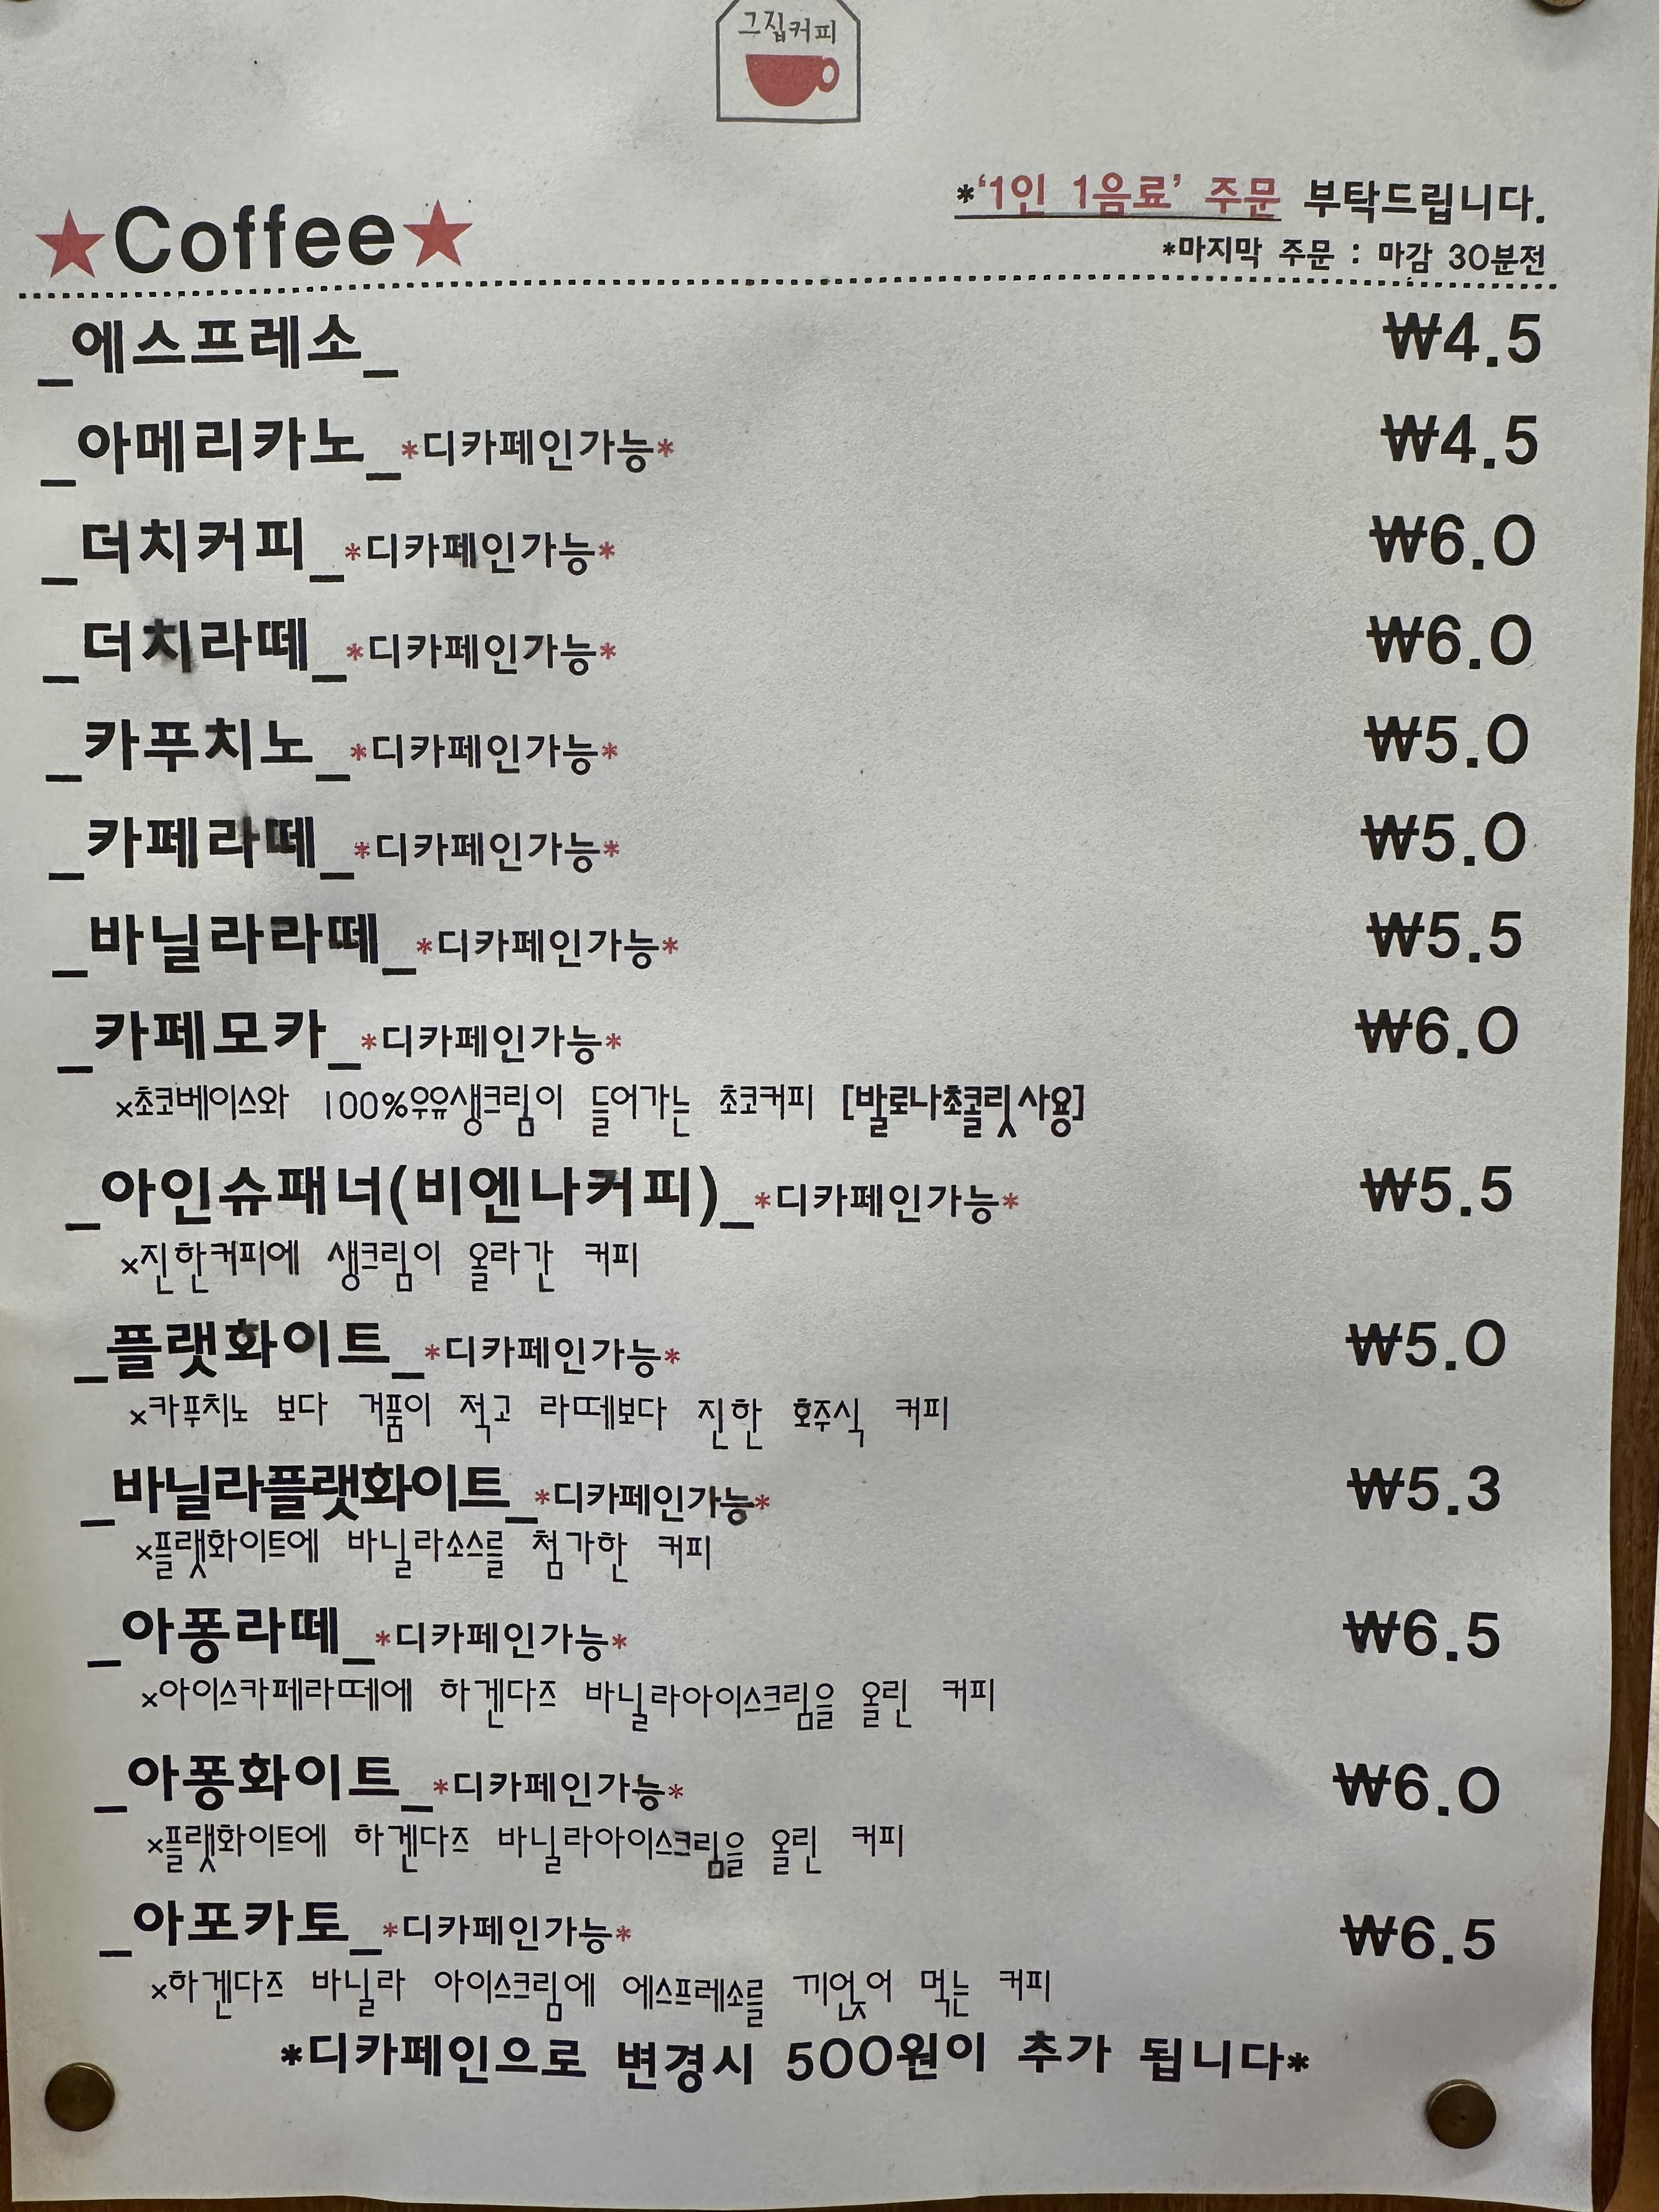 그집커피
*‘1인 1음료’ 주문 부탁드립니다.
★Coffee★
*마지막 주문 : 마감 30분전
_에스프레소_ ₩4.5
_아메리카노_*디카페인가능* ₩4.5
_더치커피_*디카페인가능* ₩6.0
_더치라떼_*디카페인가능* ₩6.0
_카푸치노_*디카페인가능* ₩5.0
_카페라떼_*디카페인가능* ₩5.0
_바닐라라떼_*디카페인가능* ₩5.5
_카페모카_*디카페인가능* ₩6.0
×초코베이스와 100%우유생크림이 들어가는 초코커피 [발로나초콜릿사용]
_아인슈패너(비엔나커피)_*디카페인가능* ₩5.5
×진한커피에 생크림이 올라간 커피
_플랫화이트_*디카페인가능* ₩5.0
×카푸치노 보다 거품이 적고 라떼보다 진한 호주식 커피
_바닐라플랫화이트_*디카페인가능* ₩5.3
×플랫화이트에 바닐라소스를 첨가한 커피
_아퐁라떼_*디카페인가능* ₩6.5
×아이스카페라떼에 하겐다즈 바닐라아이스크림을 올린 커피
_아퐁화이트_*디카페인가능* ₩6.0
×플랫화이트에 하겐다즈 바닐라아이스크림을 올린 커피
_아포카토_*디카페인가능* ₩6.5
×하겐다즈 바닐라 아이스크림에 에스프레소를 끼얹어 먹는 커피
*디카페인으로 변경시 500원이 추가 됩니다*